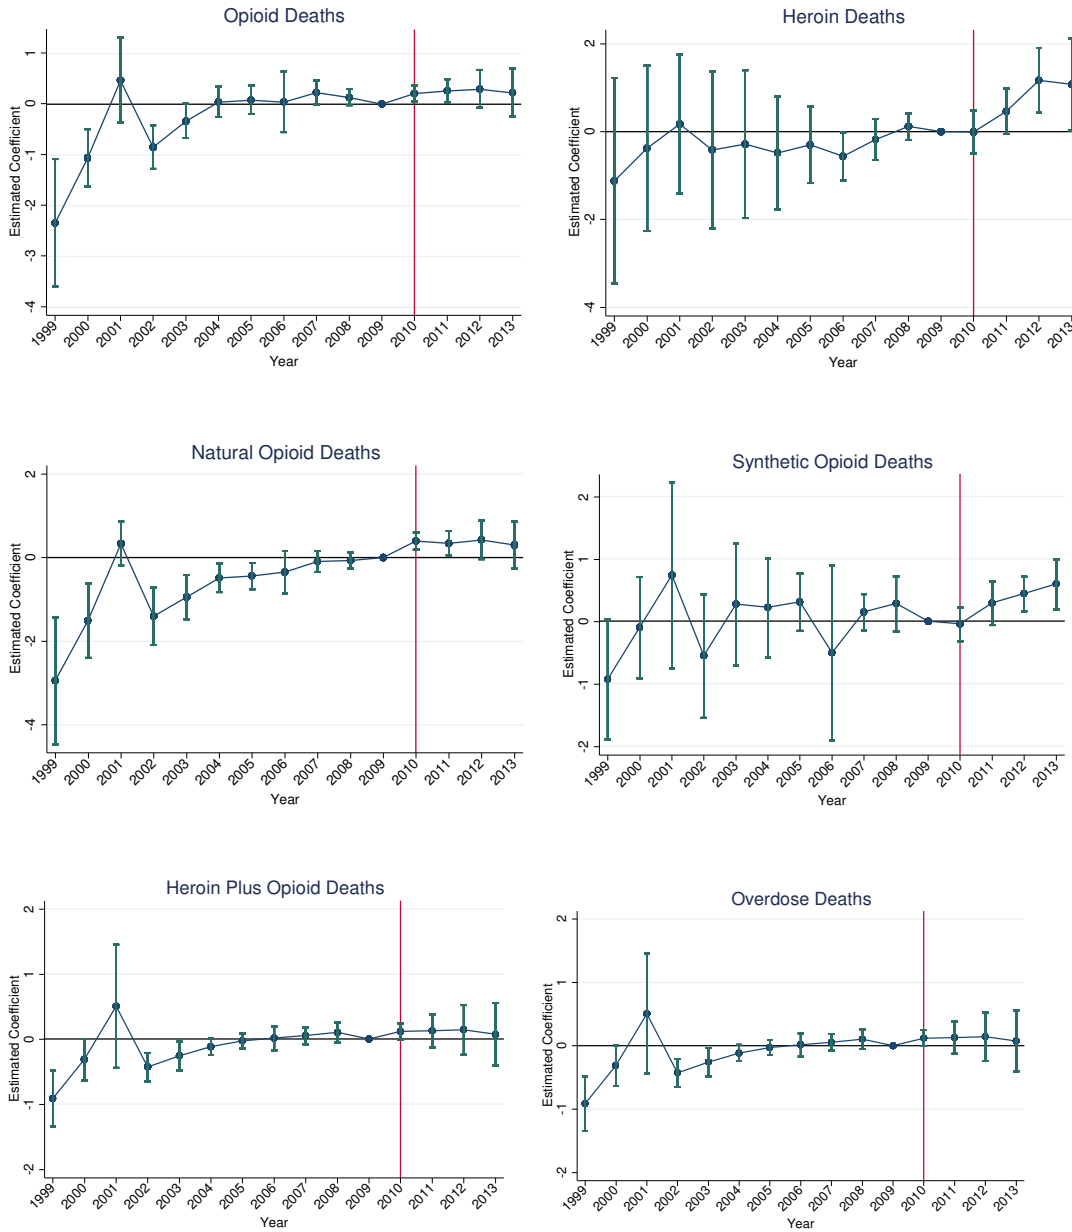 Opioid Deaths
Estimated Coefficient
1
0
-1
-2
-3
-4
1999 2000 2001 2002 2003 2004 2005 2006 2007 2008 2009 2010 2011 2012 2013
Year
Heroin Deaths
Estimated Coefficient
2
0
-2
-4
1999 2000 2001 2002 2003 2004 2005 2006 2007 2008 2009 2010 2011 2012 2013
Year
Natural Opioid Deaths
Estimated Coefficient
2
0
-2
-4
1999 2000 2001 2002 2003 2004 2005 2006 2007 2008 2009 2010 2011 2012 2013
Year
Synthetic Opioid Deaths
Estimated Coefficient
2
1
0
-1
-2
1999 2000 2001 2002 2003 2004 2005 2006 2007 2008 2009 2010 2011 2012 2013
Year
Heroin Plus Opioid Deaths
Estimated Coefficient
2
1
0
-1
-2
1999 2000 2001 2002 2003 2004 2005 2006 2007 2008 2009 2010 2011 2012 2013
Year
Overdose Deaths
Estimated Coefficient
2
1
0
-1
-2
1999 2000 2001 2002 2003 2004 2005 2006 2007 2008 2009 2010 2011 2012 2013
Year